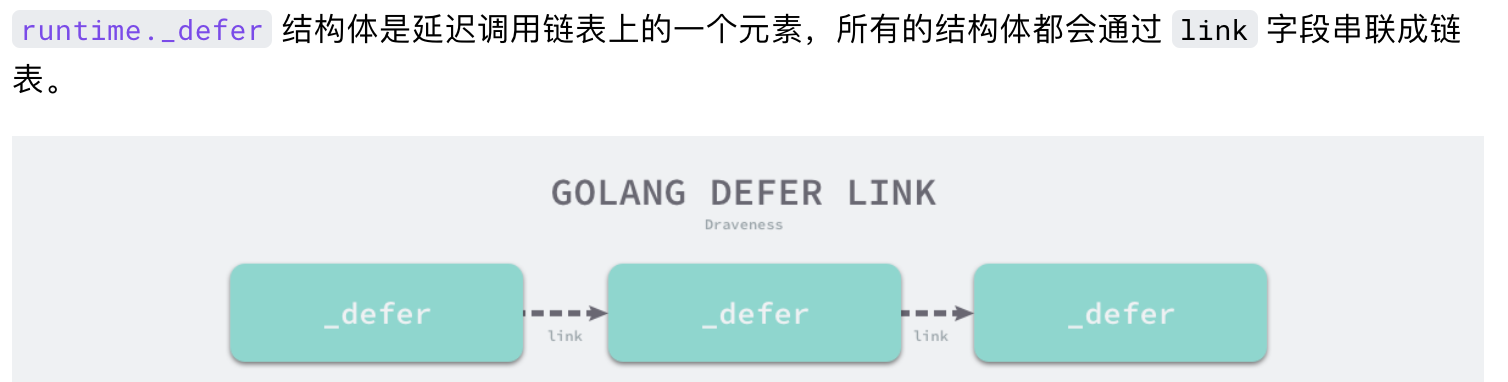 runtime._defer 结构体是延迟调用链表上的一个元素，所有的结构体都会通过 link 字段串联成链
表。
GOLANG DEFER LINK
Draveness
_defer
link
_defer
link
_defer